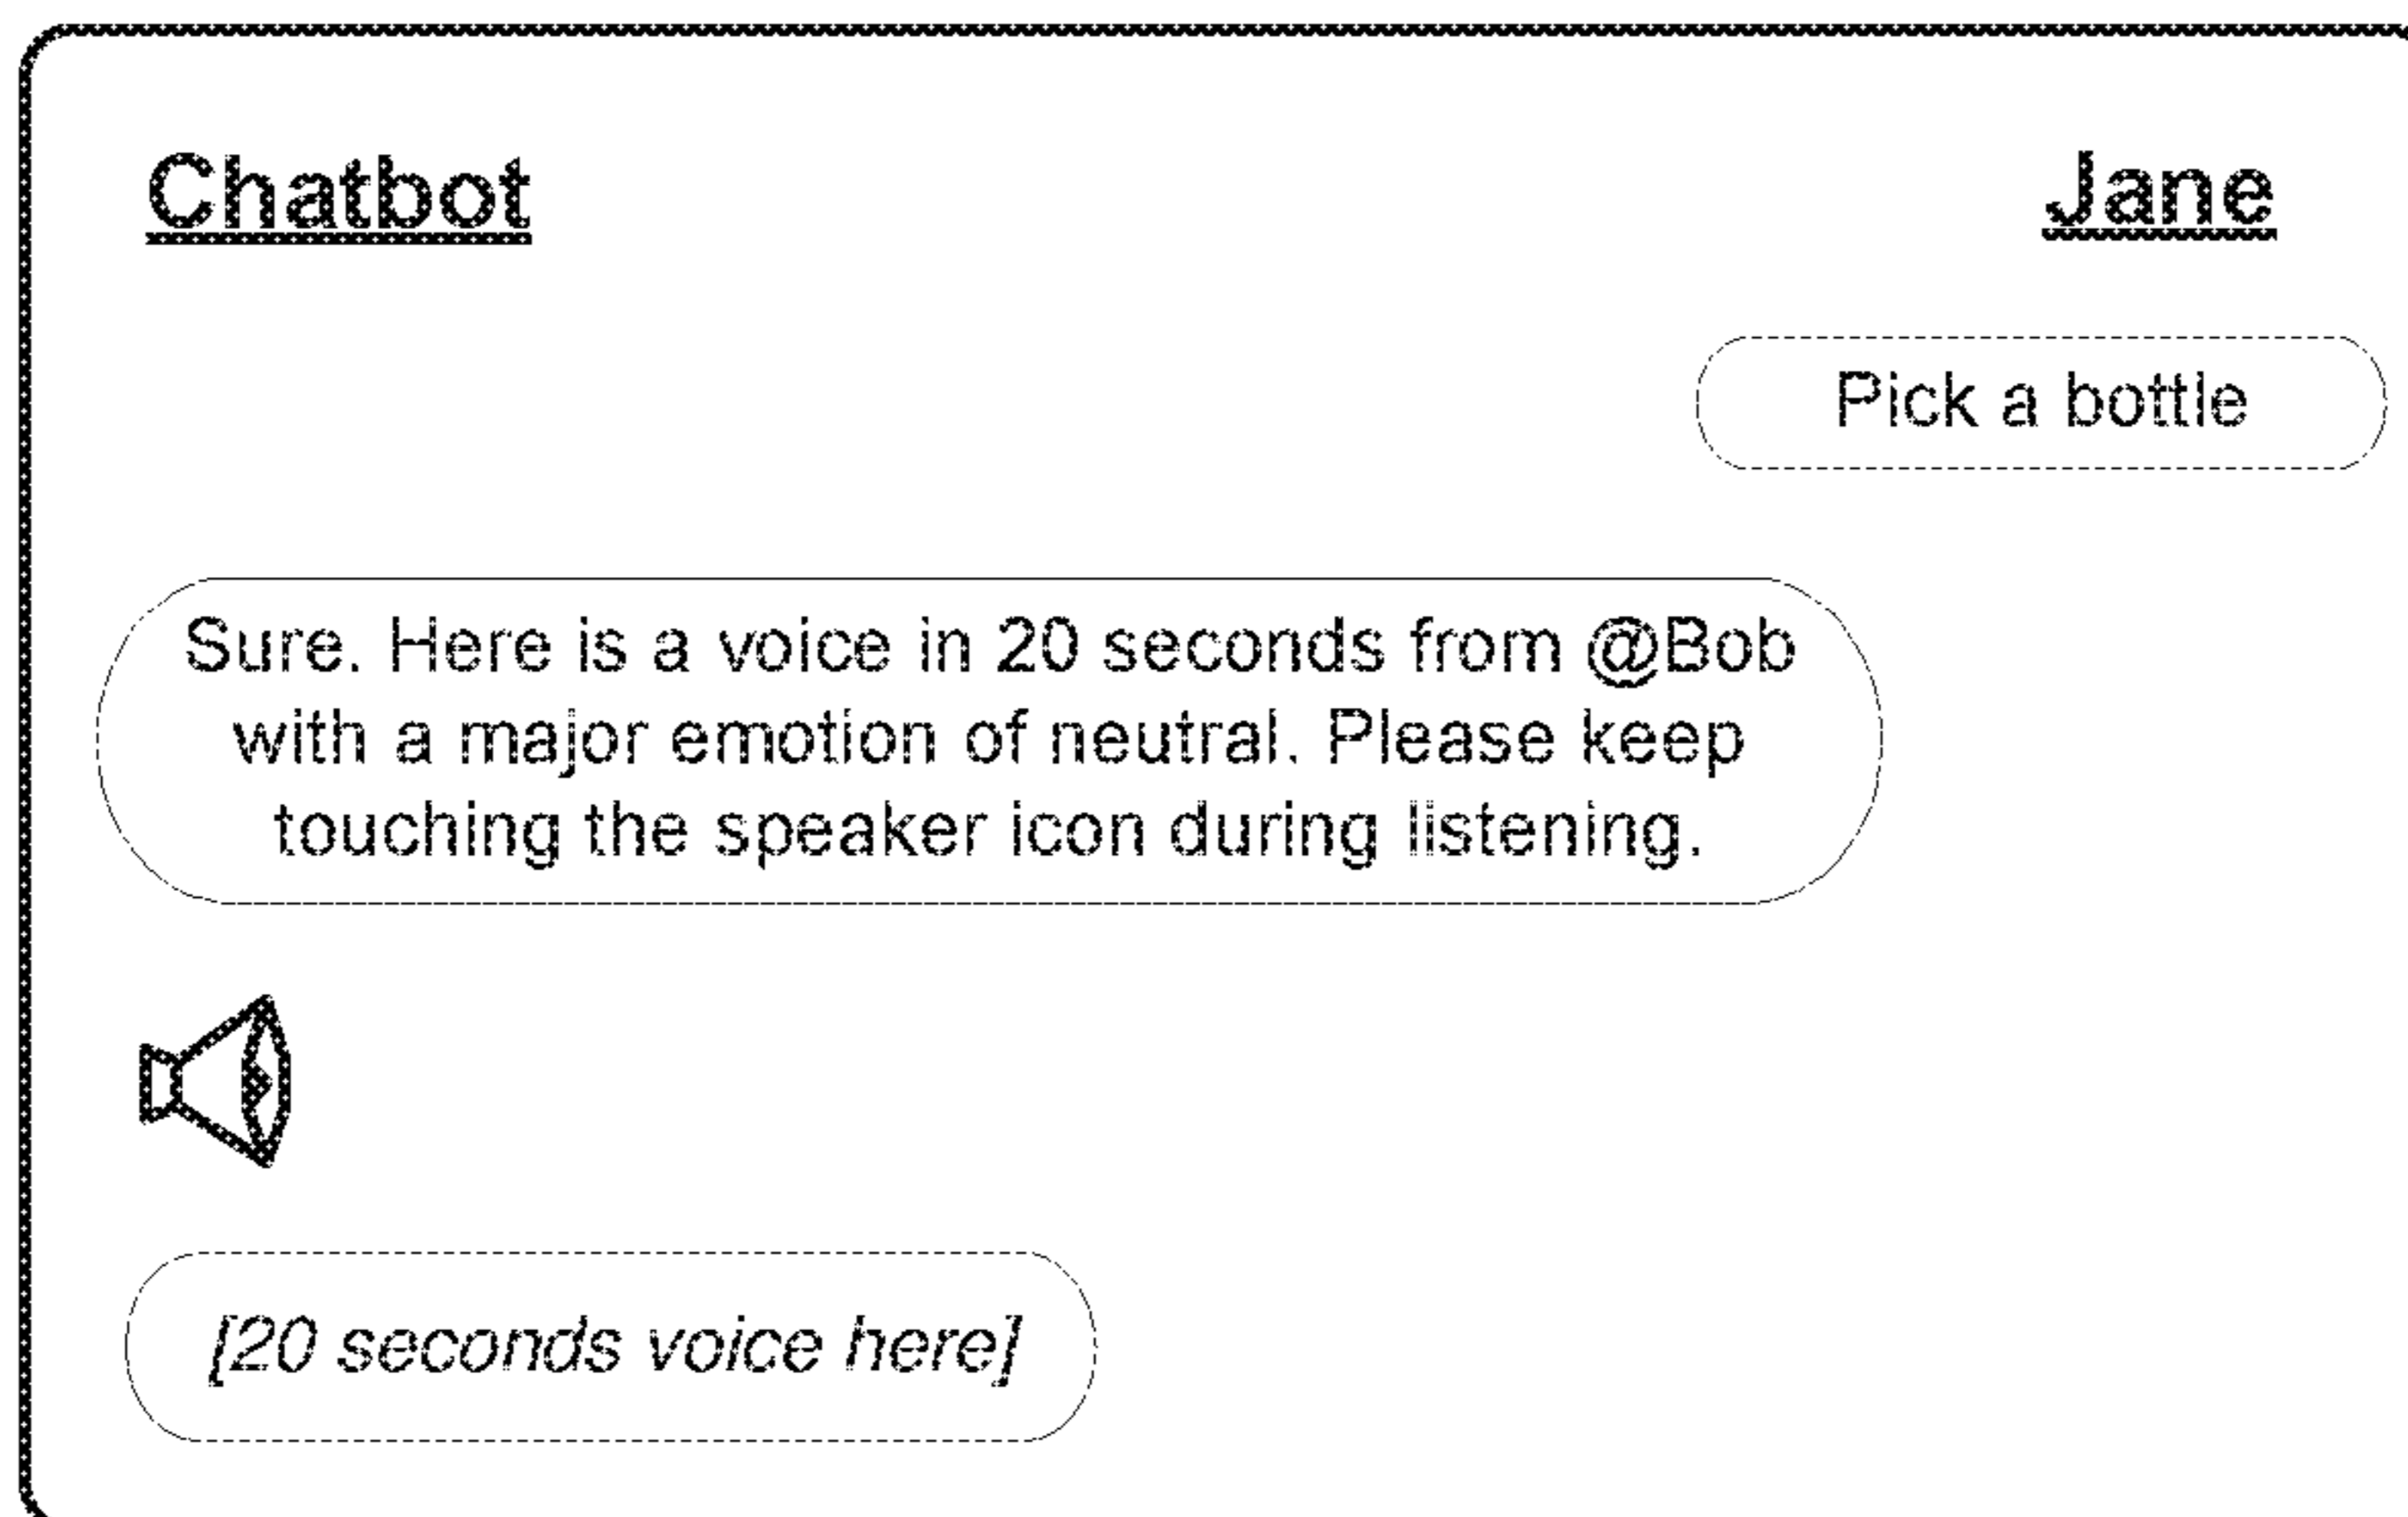 Chatbot
Jane
Pick a bottle
Sure. Here is a voice in 20 seconds from @Bob
with a major emotion of neutral. Please keep
touching the speaker icon during listening.
[20 seconds voice here]